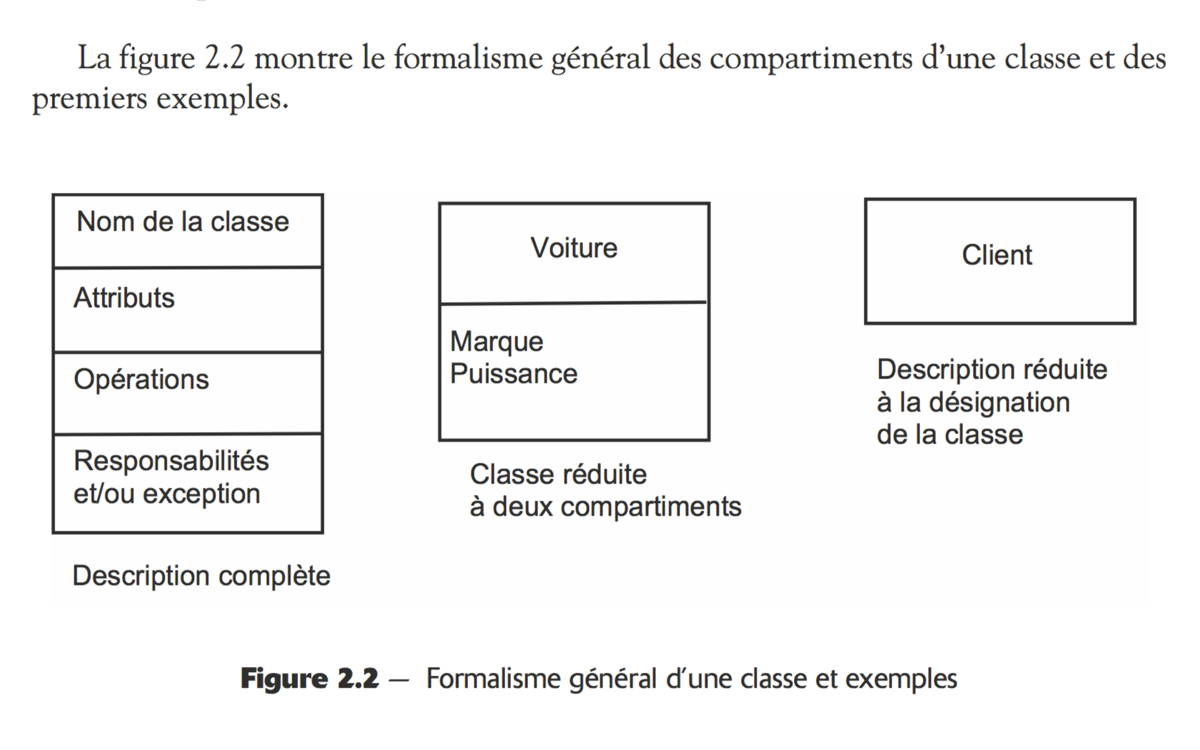 La figure 2.2 montre le formalisme général des compartiments d’une classe et des
premiers exemples.
Nom de la classe
Attributs
Opérations
Responsabilités
et/ou exception
Description complète
Voiture
Marque
Puissance
Classe réduite
à deux compartiments
Client
Description réduite
à la désignation
de la classe
Figure 2.2 — Formalisme général d’une classe et exemples